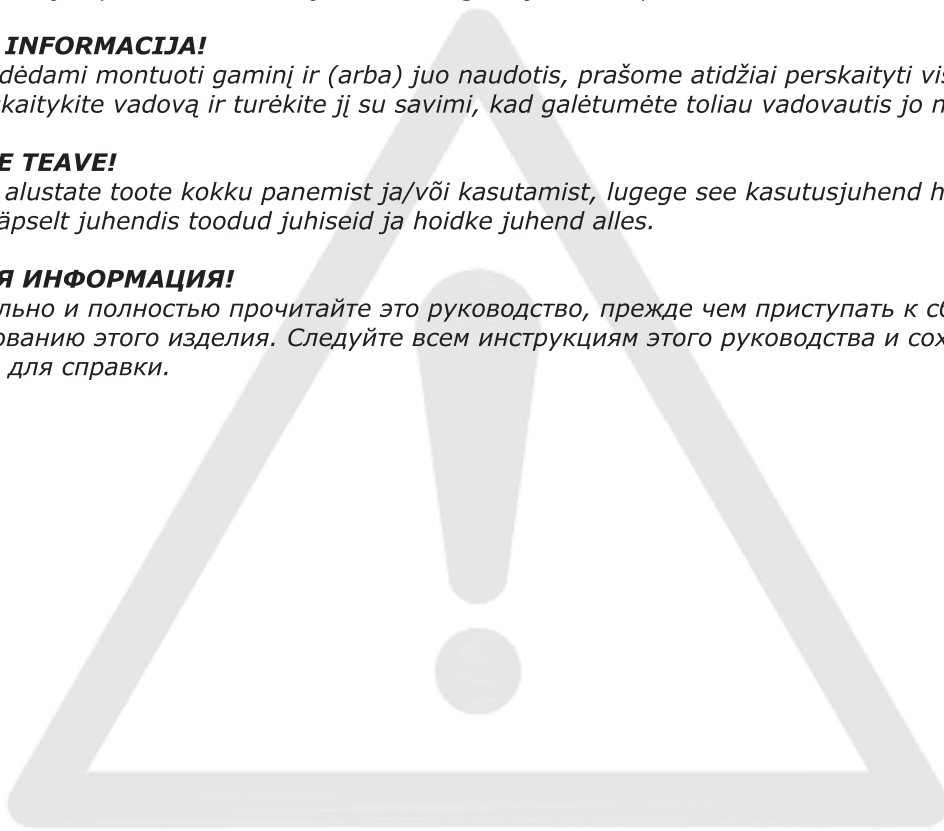 INFORMACIJA!
dėdami montuoti gaminį ir (arba) juo naudotis, prašome atidžiai perskaityti vis
kaitykite vadovą ir turėkite jį su savimi, kad galėtumėte toliau vadovautis jo n
E TEAVE!
alustate toote kokku panemist ja/või kasutamist, lugege see kasutusjuhend h
äpselt juhendis toodud juhiseid ja hoidke juhend alles.
Я ИНФОРМАЦИЯ!
льно и полностью прочитайте это руководство, прежде чем приступать к сб
ованию этого изделия. Следуйте всем инструкциям этого руководства и сох
для справки.